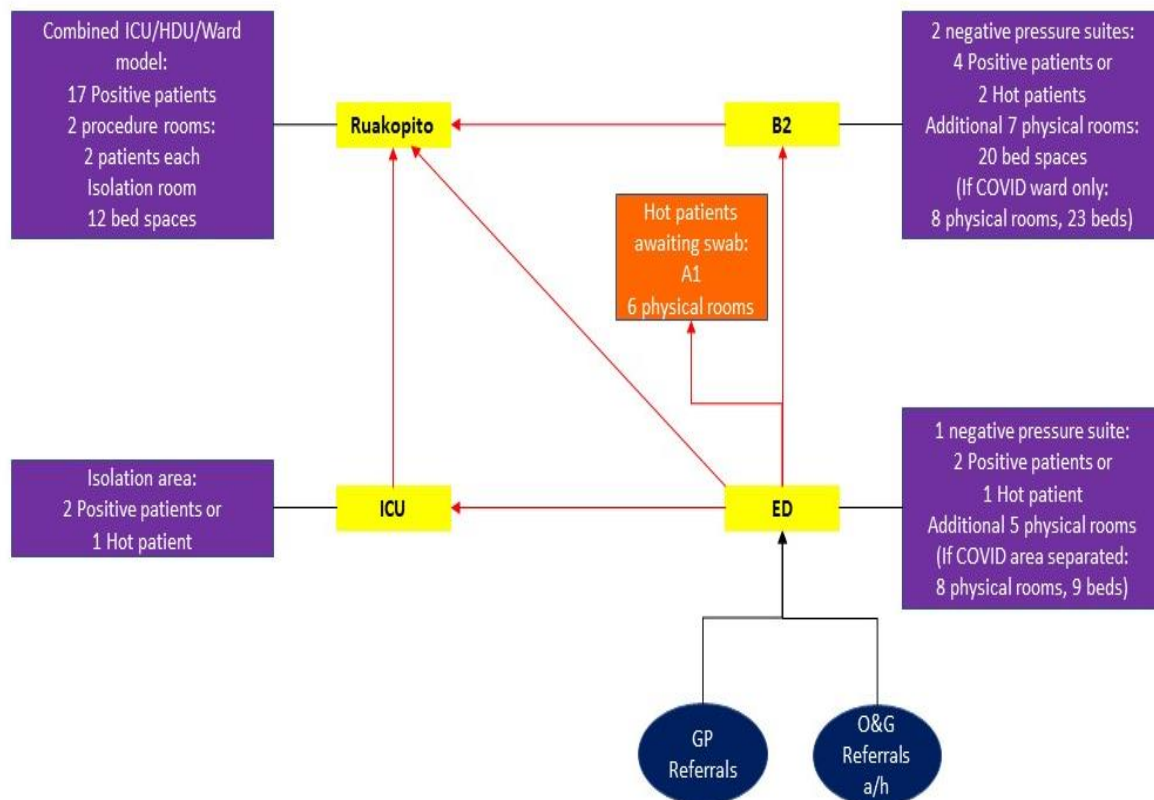 Combined ICU/HDU/Ward
model:
17 Positive patients
2 procedure rooms:
2 patients each
Isolation room
12 bed spaces
Ruakopito
B2
2 negative pressure suites:
4 Positive patients or
2 Hot patients
Additional 7 physical rooms:
20 bed spaces
(If COVID ward only:
8 physical rooms, 23 beds)
Hot patients
awaiting swab:
A1
6 physical rooms
Isolation area:
2 Positive patients or
1 Hot patient
ICU
ED
1 negative pressure suite:
2 Positive patients or
1 Hot patient
Additional 5 physical rooms
(If COVID area separated:
8 physical rooms, 9 beds)
GP
Referrals
O&G
Referrals
a/h